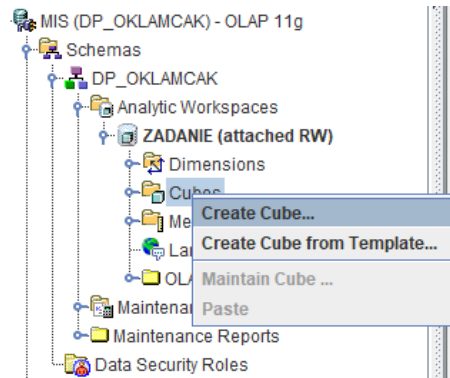 MIS (DP_OKLAMCAK) - OLAP 11g
Schemas
DP_OKLAMCAK
Analytic Workspaces
ZADANIE (attached RW)
Dimensions
Cubes
Create Cube...
Create Cube from Template...
Maintain Cube ...
Paste
Maintenance Reports
Data Security Roles